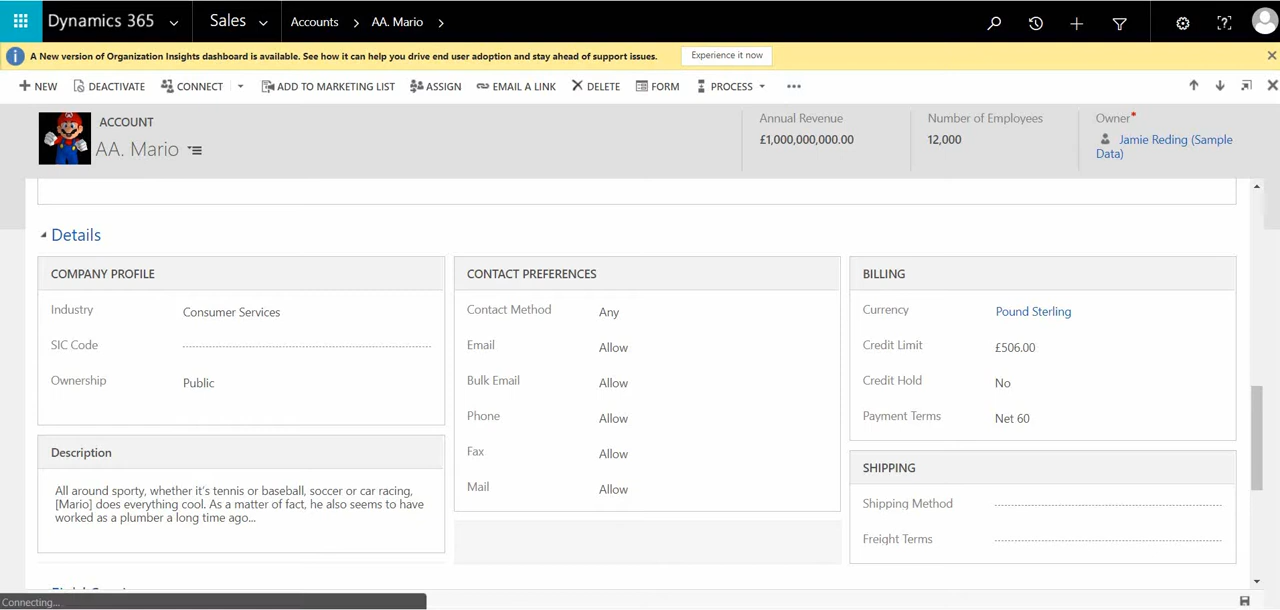 Dynamics 365 Sales Accounts AA. Mario
A New version of Organization Insights dashboard is available. See how it can help you drive end user adoption and stay ahead of support issues. Experience it now
NEW DEACTIVATE CONNECT ADD TO MARKETING LIST ASSIGN EMAIL A LINK DELETE FORM PROCESS
ACCOUNT
AA. Mario
Annual Revenue
£1,000,000,000.00
Number of Employees
12,000
Owner*
Jamie Reding (Sample
Data)
Details
COMPANY PROFILE
Industry Consumer Services
SIC Code
Ownership Public
Description
All around sporty, whether it's tennis or baseball, soccer or car racing,
[Mario] does everything cool. As a matter of fact, he also seems to have
worked as a plumber a long time ago...
CONTACT PREFERENCES
Contact Method Any
Email Allow
Bulk Email Allow
Phone Allow
Fax Allow
Mail Allow
BILLING
Currency Pound Sterling
Credit Limit £506.00
Credit Hold No
Payment Terms Net 60
SHIPPING
Shipping Method
Freight Terms
Connecting...